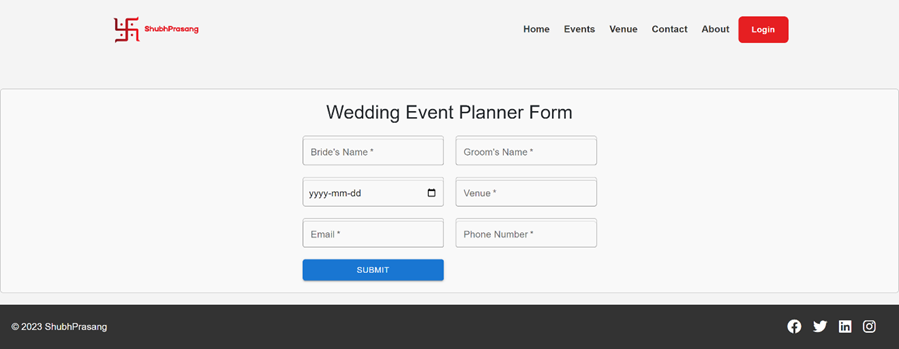 ShubhPrasang
Home Events Venue Contact About Login
Wedding Event Planner Form
Bride's Name * Groom's Name *
yyyy-mm-dd Venue *
Email * Phone Number *
SUBMIT
© 2023 ShubhPrasang